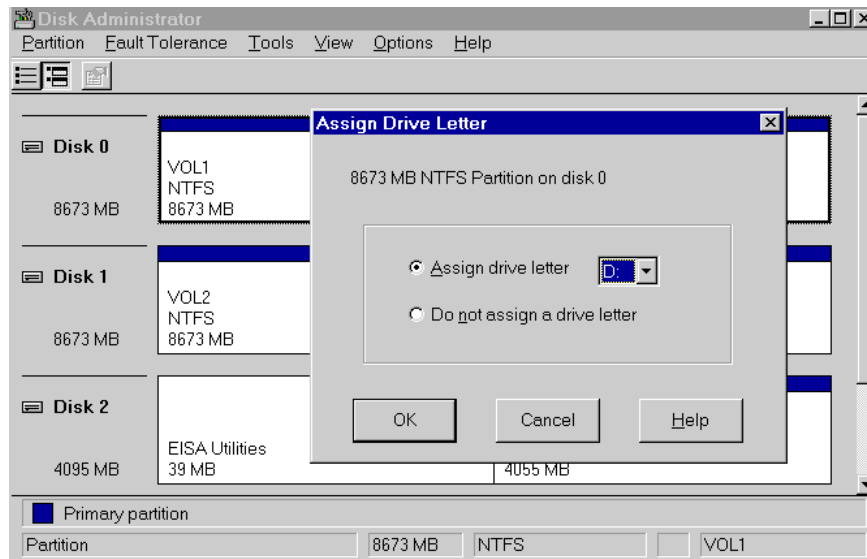 Disk Administrator
Partition Fault Tolerance Tools View Options Help
Assign Drive Letter
8673 MB NTFS Partition on disk 0
Assign drive letter D:
Do not assign a drive letter
OK Cancel Help
Disk 0
8673 MB
VOL1
NTFS
8673 MB
Disk 1
8673 MB
VOL2
NTFS
8673 MB
Disk 2
4095 MB
EISA Utilities
39 MB
4055 MB
Primary partition
Partition 8673 MB NTFS VOL1